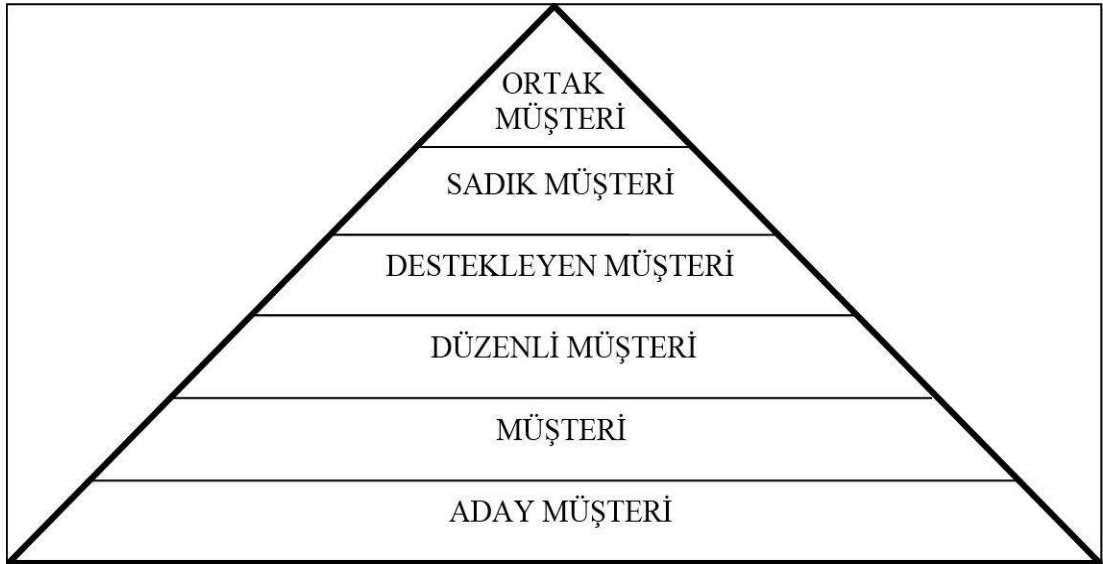 ORTAK
MÜŞTERİ
SADIK MÜŞTERİ
DESTEKLEYEN MÜŞTERİ
DÜZENLİ MÜŞTERİ
MÜŞTERİ
ADAY MÜŞTERİ